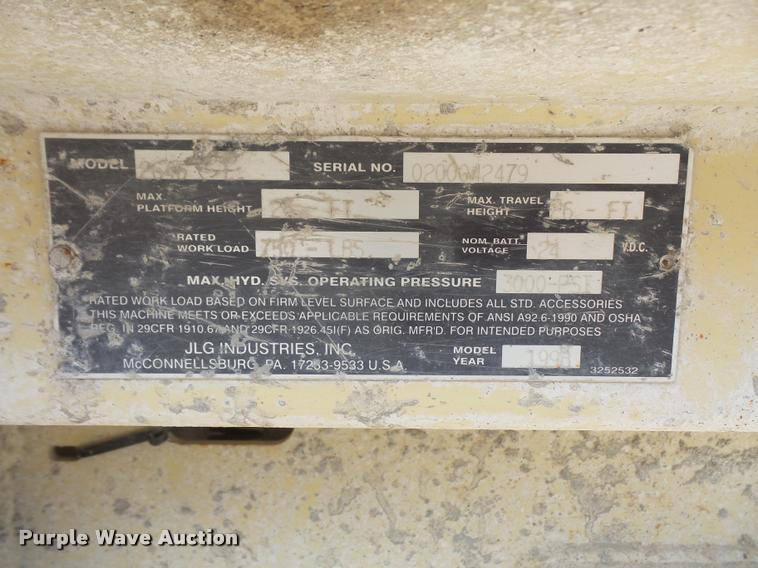 MODEL
SERIAL NO. 0200042479
MAX. PLATFORM HEIGHT FT.
MAX. TRAVEL HEIGHT 26 - FT.
RATED WORK LOAD 750 - LBS
NOM. BATT. VOLTAGE 24 V.D.C.
MAX. HYD. SYS. OPERATING PRESSURE 3000-PSI
RATED WORK LOAD BASED ON FIRM LEVEL SURFACE AND INCLUDES ALL STD. ACCESSORIES
THIS MACHINE MEETS OR EXCEEDS APPLICABLE REQUIREMENTS OF ANSI A92.6-1990 AND OSHA
REG. IN 29CFR 1910.67 AND 29CFR 1926.451(F) AS ORIG. MFR'D. FOR INTENDED PURPOSES
JLG INDUSTRIES, INC.
McCONNELLSBURG, PA. 17233-9533 U.S.A.
MODEL YEAR 1998
3252532
Purple Wave Auction